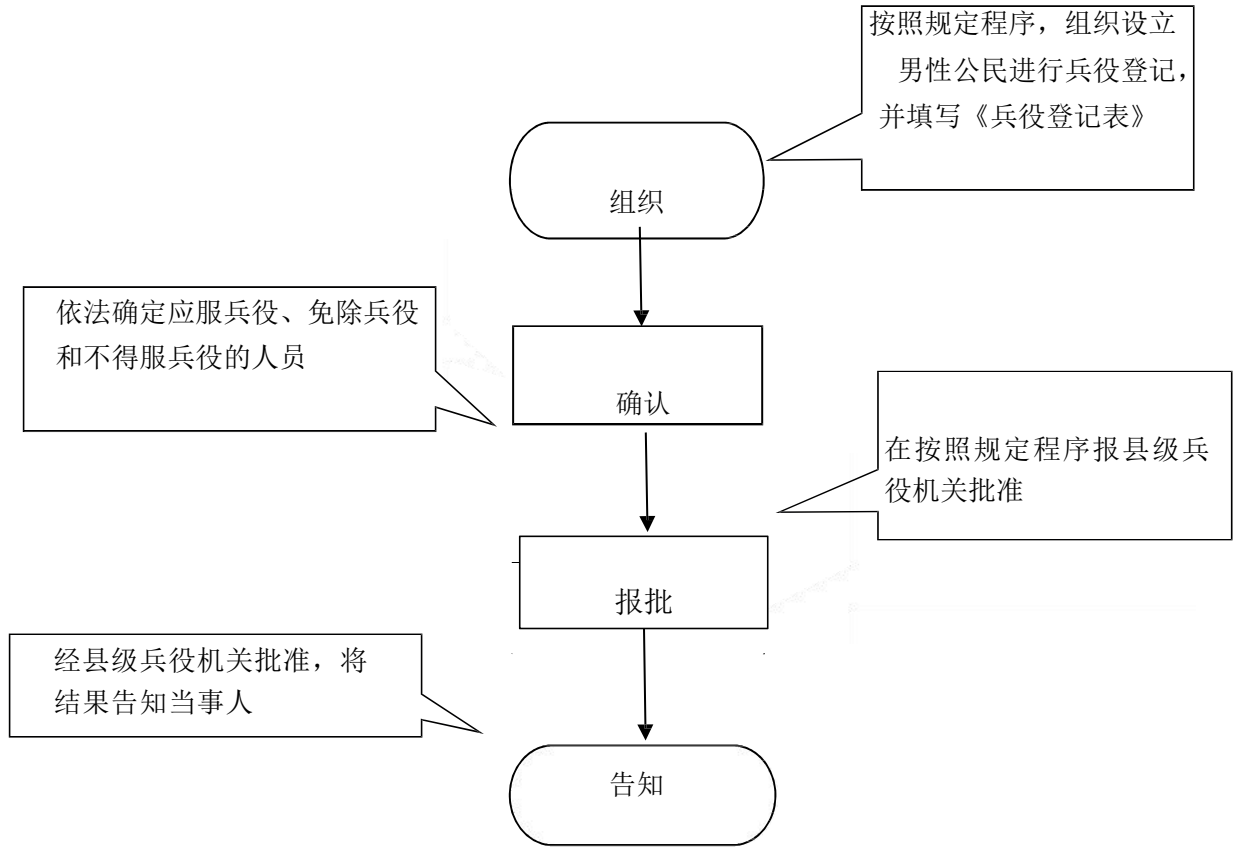 按照规定程序，组织设立
男性公民进行兵役登记，
并填写《兵役登记表》
组织
依法确定应服兵役、免除兵役
和不得服兵役的人员
确认
在按照规定程序报县级兵
役机关批准
报批
经县级兵役机关批准，将
结果告知当事人
告知